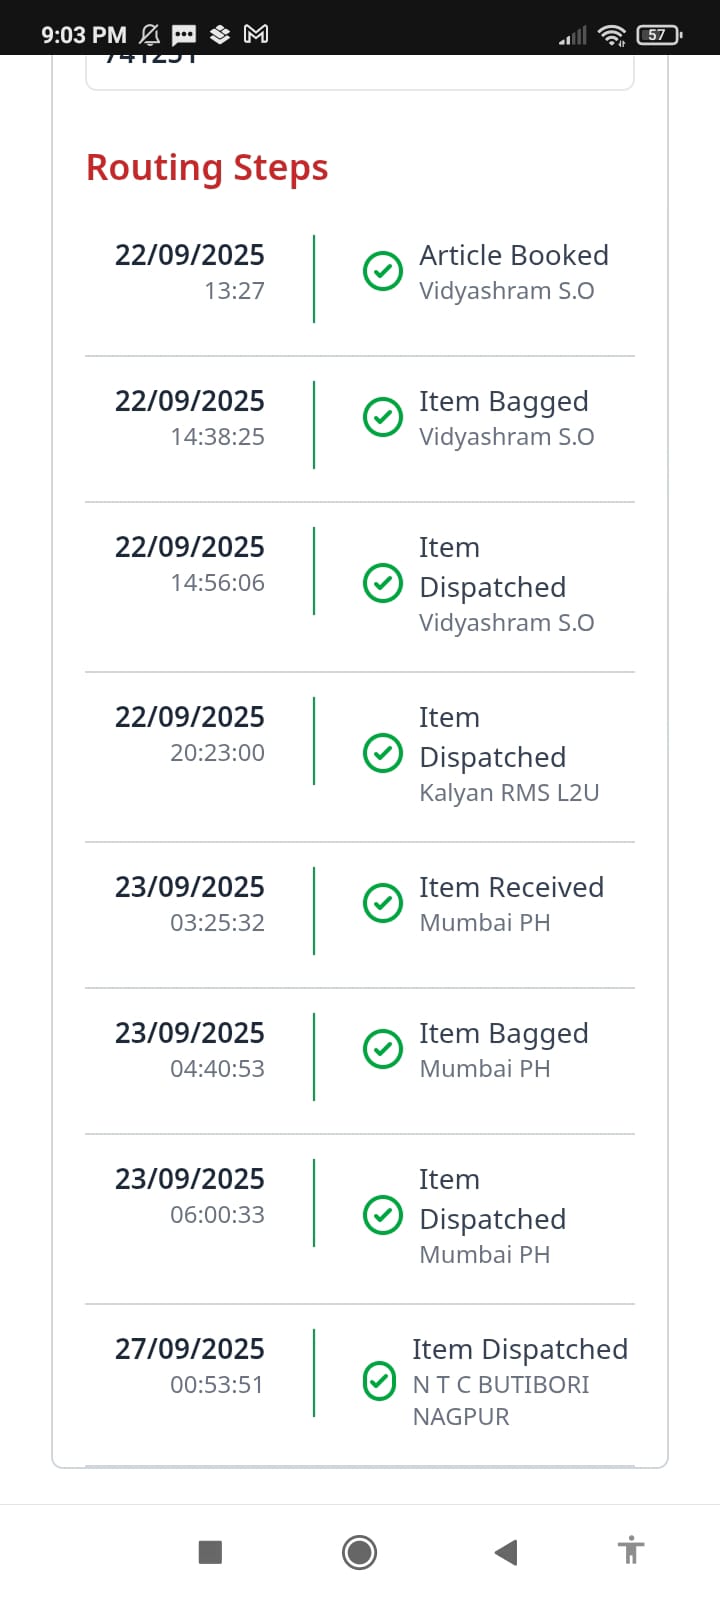 9:03 PM
57
741251
Routing Steps
22/09/2025
13:27
Article Booked
Vidyashram S.O
22/09/2025
14:38:25
Item Bagged
Vidyashram S.O
22/09/2025
14:56:06
Item
Dispatched
Vidyashram S.O
22/09/2025
20:23:00
Item
Dispatched
Kalyan RMS L2U
23/09/2025
03:25:32
Item Received
Mumbai PH
23/09/2025
04:40:53
Item Bagged
Mumbai PH
23/09/2025
06:00:33
Item
Dispatched
Mumbai PH
27/09/2025
00:53:51
Item Dispatched
N T C BUTIBORI
NAGPUR